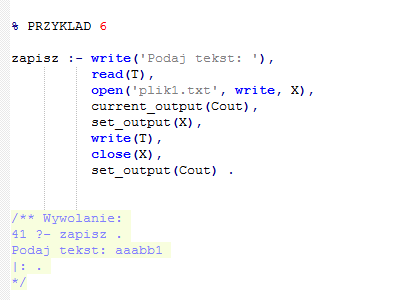 % PRZYKLAD 6
zapisz :- write('Podaj tekst: '),
read(T),
open('plik1.txt', write, X),
current_output(Cout),
set_output(X),
write(T),
close(X),
set_output(Cout) .
/** Wywolanie:
41 ?- zapisz .
Podaj tekst: aaabb1
|: .
*/